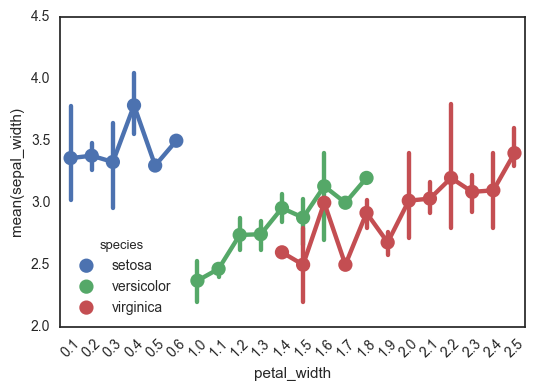 4.5
4.0
3.5
3.0
2.5
2.0
mean(sepal_width)
species
setosa
versicolor
virginica
0.1 0.2 0.3 0.4 0.5 0.6 1.0 1.1 1.2 1.3 1.4 1.5 1.6 1.7 1.8 1.9 2.0 2.1 2.2 2.3 2.4 2.5
petal_width